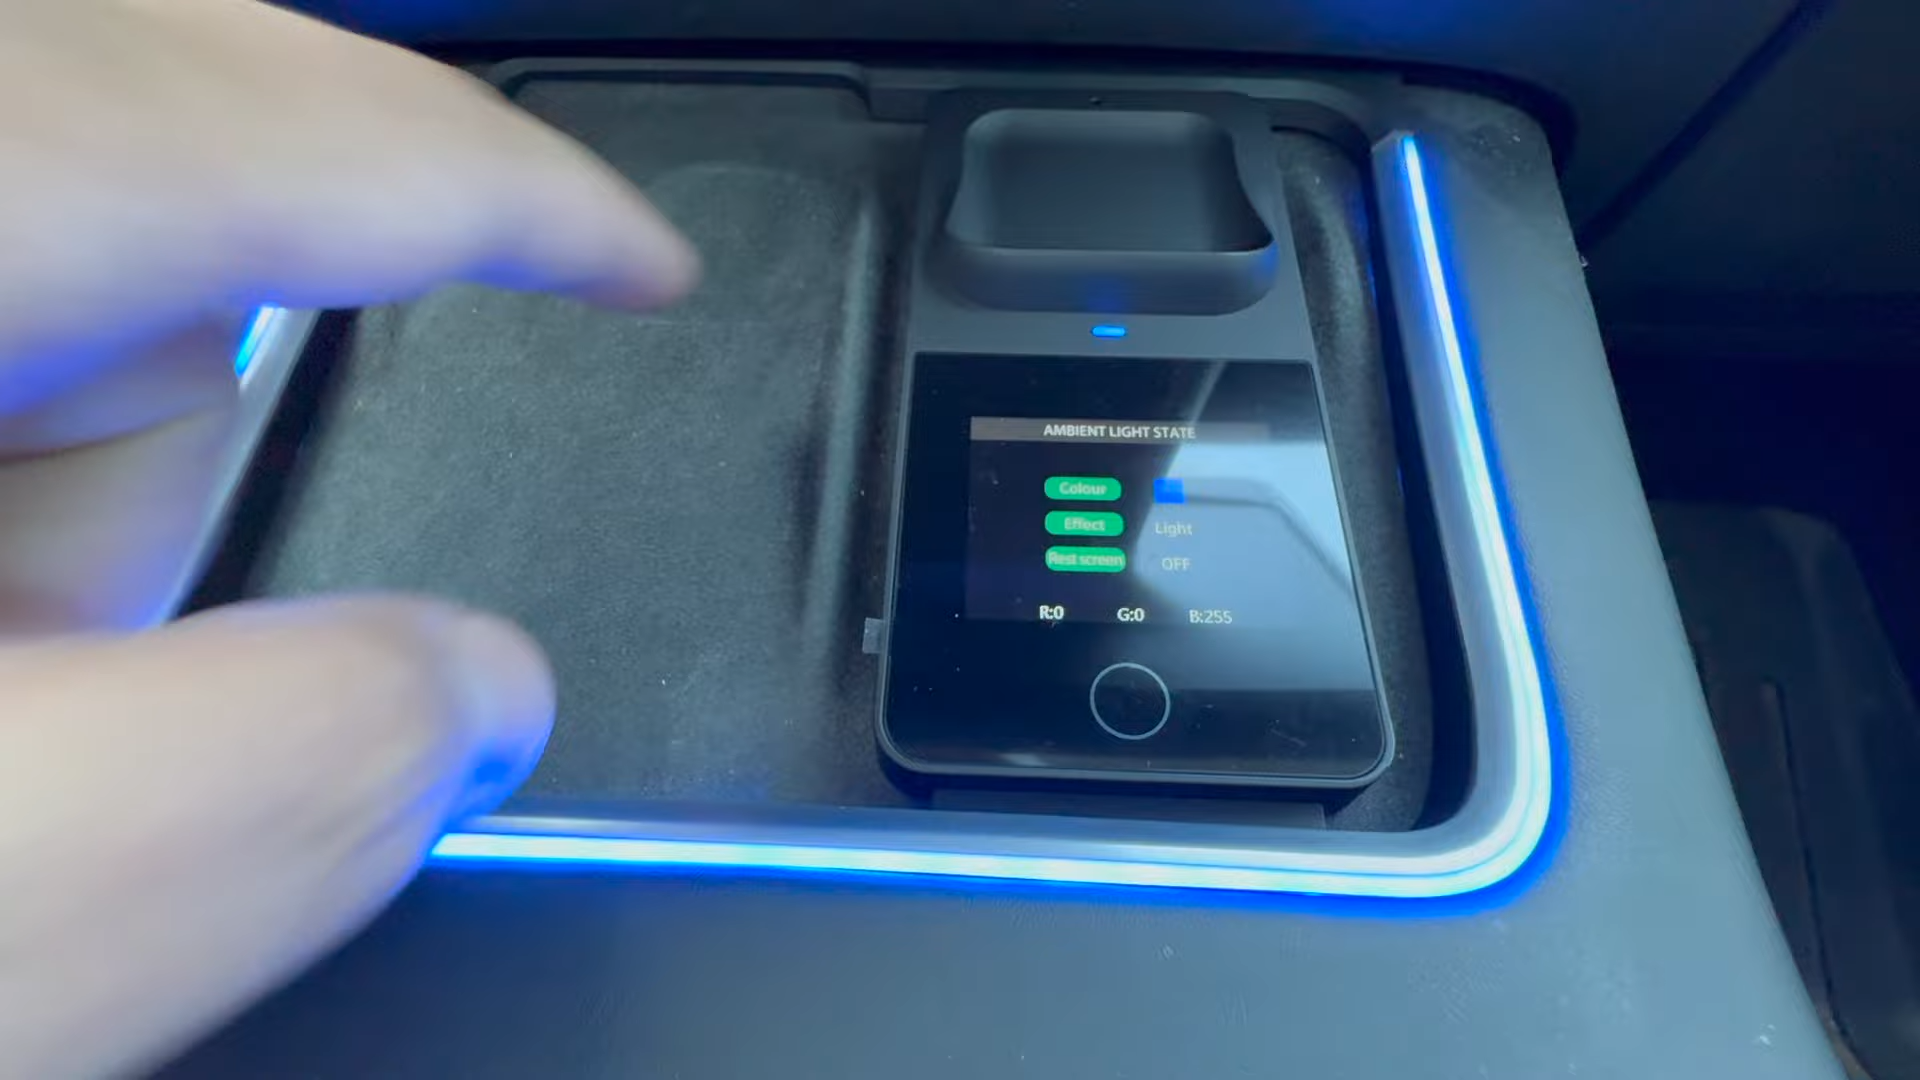 AMBIENT LIGHT STATE
Colour
Effect Light
Rest screen OFF
R:0 G:0 B:255